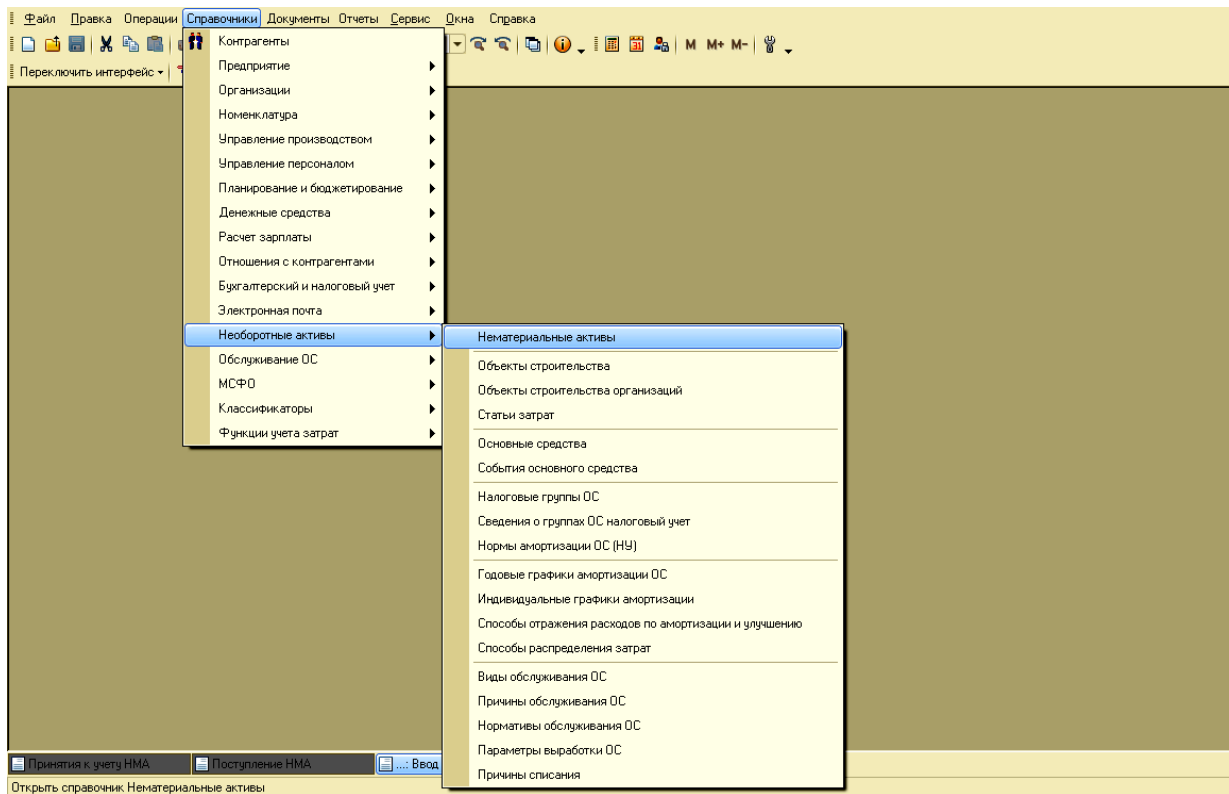 Файл Правка Операции Справочники Документы Отчеты Сервис Окна Справка
M M+ M-
Переключить интерфейс
Контрагенты
Предприятие
Организации
Номенклатура
Управление производством
Управление персоналом
Планирование и бюджетирование
Денежные средства
Расчет зарплаты
Отношения с контрагентами
Бухгалтерский и налоговый учет
Электронная почта
Необоротные активы
Обслуживание ОС
МСФО
Классификаторы
Функции учета затрат
Нематериальные активы
Объекты строительства
Объекты строительства организаций
Статьи затрат
Основные средства
События основного средства
Налоговые группы ОС
Сведения о группах ОС налоговый учет
Нормы амортизации ОС (НУ)
Годовые графики амортизации ОС
Индивидуальные графики амортизации
Способы отражения расходов по амортизации и улучшению
Способы распределения затрат
Виды обслуживания ОС
Причины обслуживания ОС
Нормативы обслуживания ОС
Параметры выработки ОС
Причины списания
Принятия к учету НМА Поступление НМА ...: Ввод
Открыть справочник Нематериальные активы